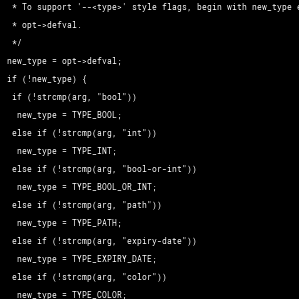 * To support '--<type>' style flags, begin with new_type
* opt->defval.
*/
new_type = opt->defval;
if (!new_type) {
if (!strcmp(arg, "bool"))
new_type = TYPE_BOOL;
else if (!strcmp(arg, "int"))
new_type = TYPE_INT;
else if (!strcmp(arg, "bool-or-int"))
new_type = TYPE_BOOL_OR_INT;
else if (!strcmp(arg, "path"))
new_type = TYPE_PATH;
else if (!strcmp(arg, "expiry-date"))
new_type = TYPE_EXPIRY_DATE;
else if (!strcmp(arg, "color"))
new_type = TYPE_COLOR;